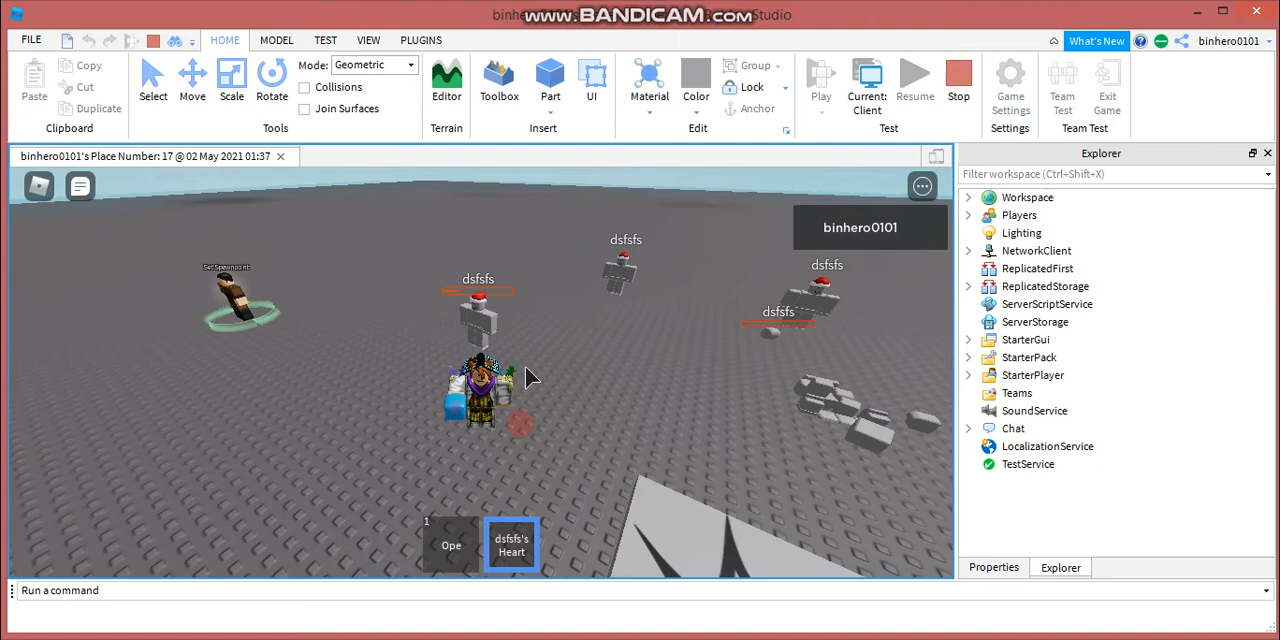 binhe
www.BANDICAM.com
Studio
FILE
HOME
MODEL
TEST
VIEW
PLUGINS
What's New
binhero0101
Paste
Copy
Cut
Duplicate
Clipboard
Select
Move
Scale
Rotate
Mode:
Geometric
Collisions
Join Surfaces
Tools
Editor
Terrain
Toolbox
Part
UI
Insert
Material
Color
Group
Lock
Anchor
Edit
Play
Current:
Client
Resume
Stop
Test
Game
Settings
Settings
Team
Test
Exit
Game
Team Test
binhero0101's Place Number: 17 @ 02 May 2021 01:37
binhero0101
dsfsfs
dsfsfs
dsfsfs
dsfsfs
Set Spawnpoint
1
Ope
dsfsfs's
Heart
Explorer
Filter workspace (Ctrl+Shift+X)
Workspace
Players
Lighting
NetworkClient
ReplicatedFirst
ReplicatedStorage
ServerScriptService
ServerStorage
StarterGui
StarterPack
StarterPlayer
Teams
SoundService
Chat
LocalizationService
TestService
Properties
Explorer
Run a command